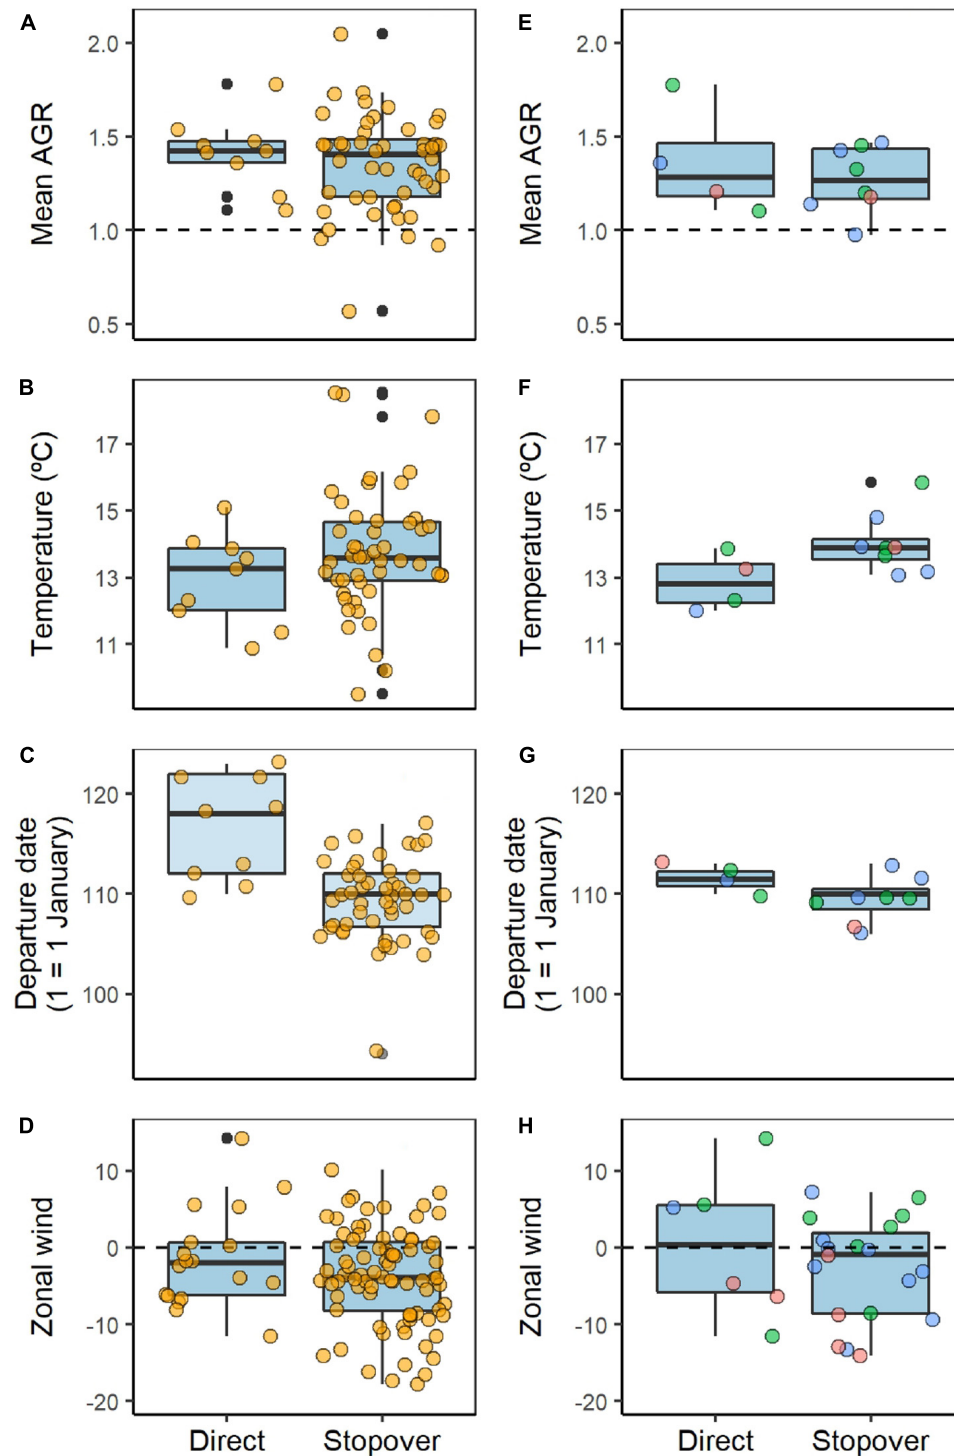 A
Mean AGR
2.0
1.5
1.0
0.5
E
Mean AGR
2.0
1.5
1.0
0.5
B
Temperature (ºC)
17
15
13
11
F
Temperature (ºC)
17
15
13
11
C
Departure date
(1 = 1 January)
120
110
100
G
Departure date
(1 = 1 January)
120
110
100
D
Zonal wind
10
0
-10
-20
Direct Stopover
H
Zonal wind
10
0
-10
-20
Direct Stopover